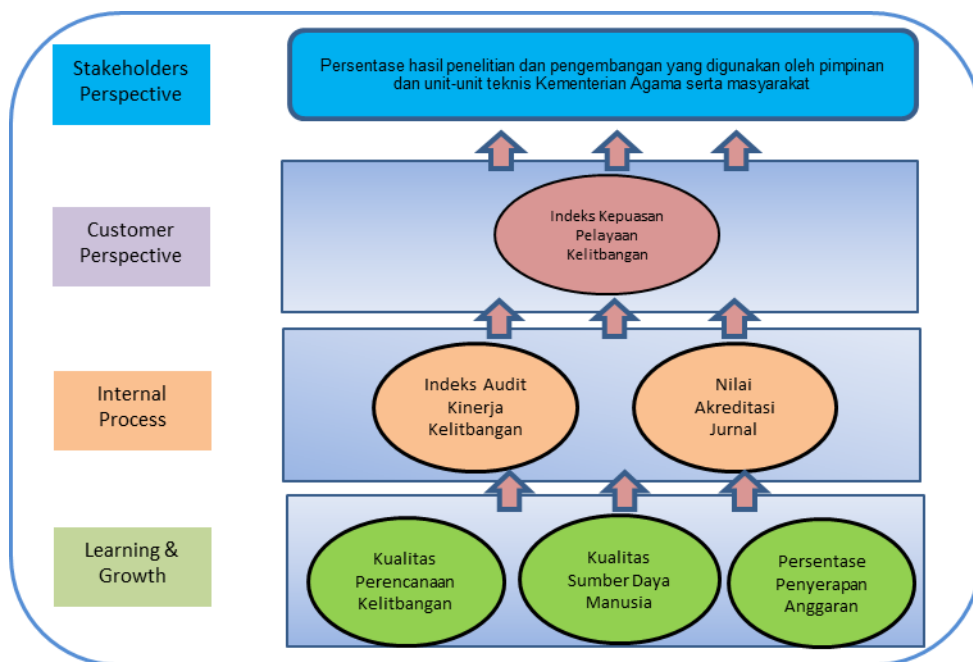 Stakeholders
Perspective
Persentase hasil penelitian dan pengembangan yang digunakan oleh pimpinan
dan unit-unit teknis Kementerian Agama serta masyarakat
Customer
Perspective
Indeks Kepuasan
Pelayaan
Kelitbangan
Internal
Process
Indeks Audit
Kinerja
Kelitbangan
Nilai
Akreditasi
Jurnal
Learning &
Growth
Kualitas
Perencanaan
Kelitbangan
Kualitas
Sumber Daya
Manusia
Persentase
Penyerapan
Anggaran